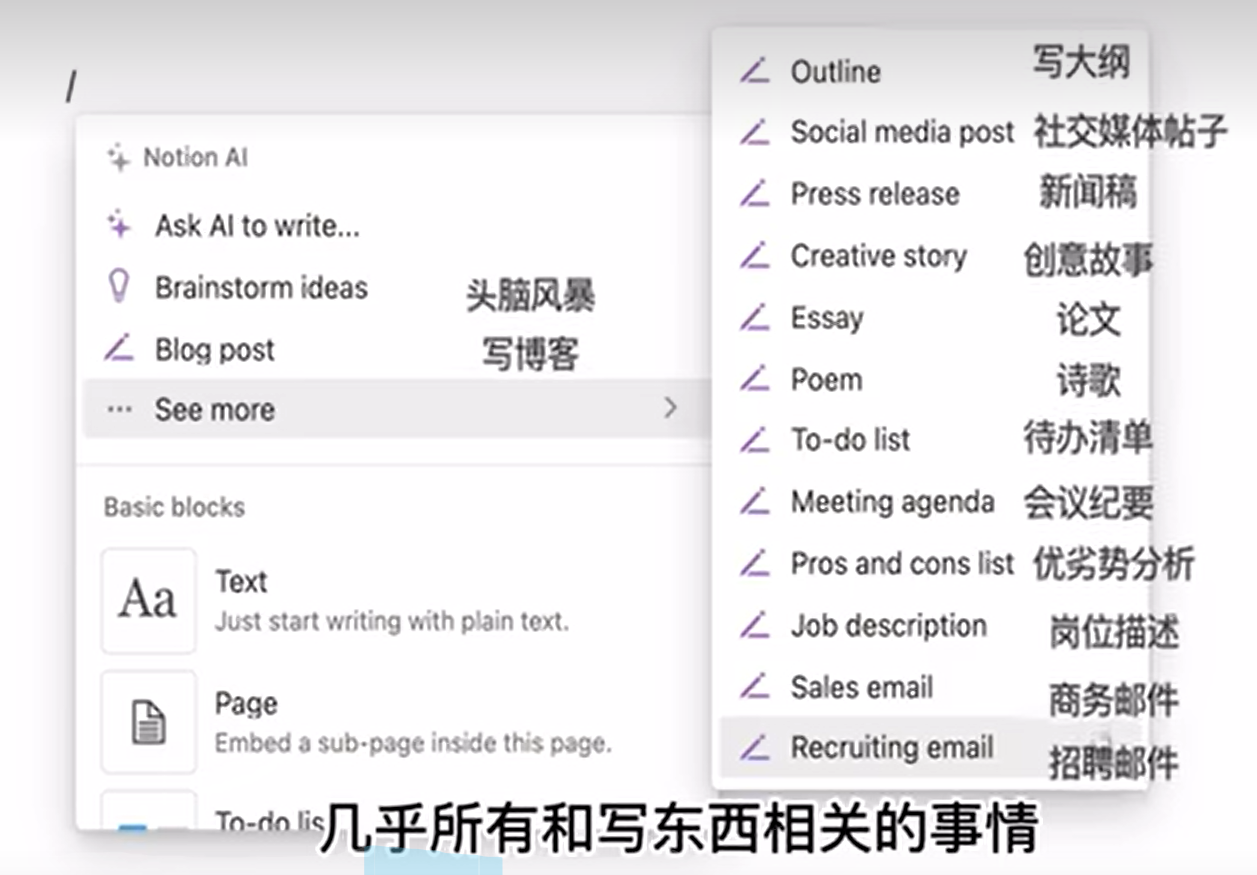 /
Notion AI
Ask AI to write...
Brainstorm ideas 头脑风暴
Blog post 写博客
See more
Basic blocks
Aa
Text
Just start writing with plain text.
Page
Embed a sub-page inside this page.
To-do lis
Outline 写大纲
Social media post 社交媒体帖子
Press release 新闻稿
Creative story 创意故事
Essay 论文
Poem 诗歌
To-do list 待办清单
Meeting agenda 会议纪要
Pros and cons list 优劣势分析
Job description 岗位描述
Sales email 商务邮件
Recruiting email 招聘邮件
几乎所有和写东西相关的事情